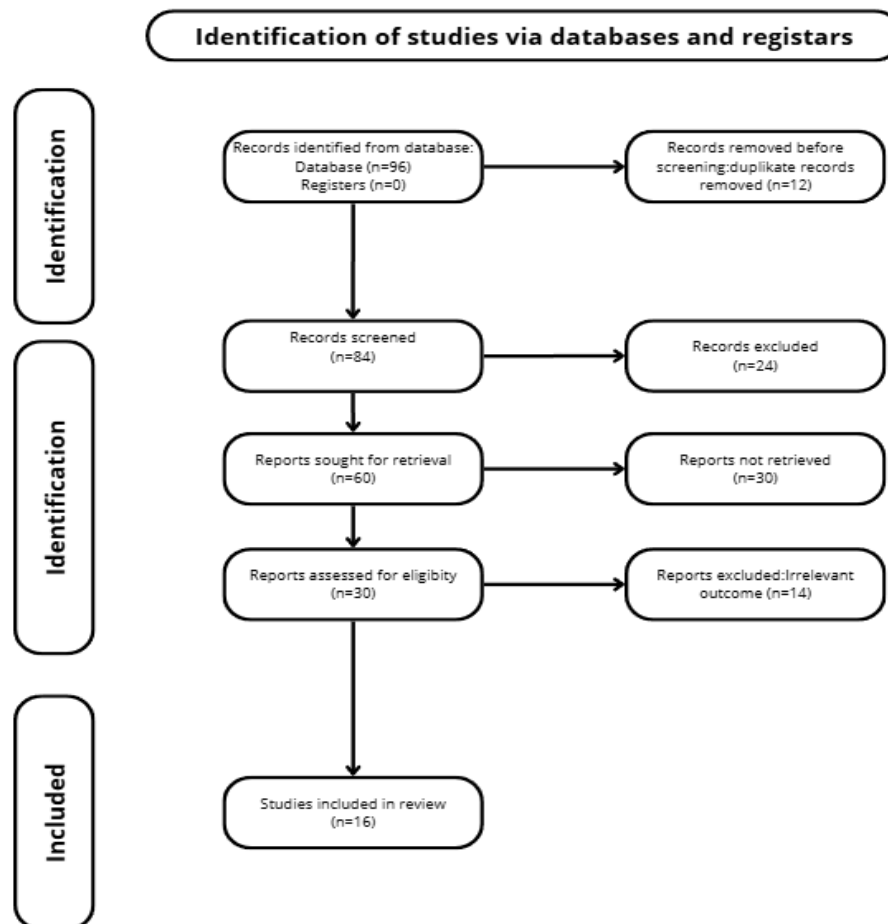 Identification of studies via databases and registars
Identification
Records identified from database:
Database (n=96)
Registers (n=0)
Records removed before
screening:duplikate records
removed (n=12)
Identification
Records screened
(n=84)
Records excluded
(n=24)
Reports sought for retrieval
(n=60)
Reports not retrieved
(n=30)
Reports assessed for eligibity
(n=30)
Reports excluded:Irrelevant
outcome (n=14)
Included
Studies included in review
(n=16)